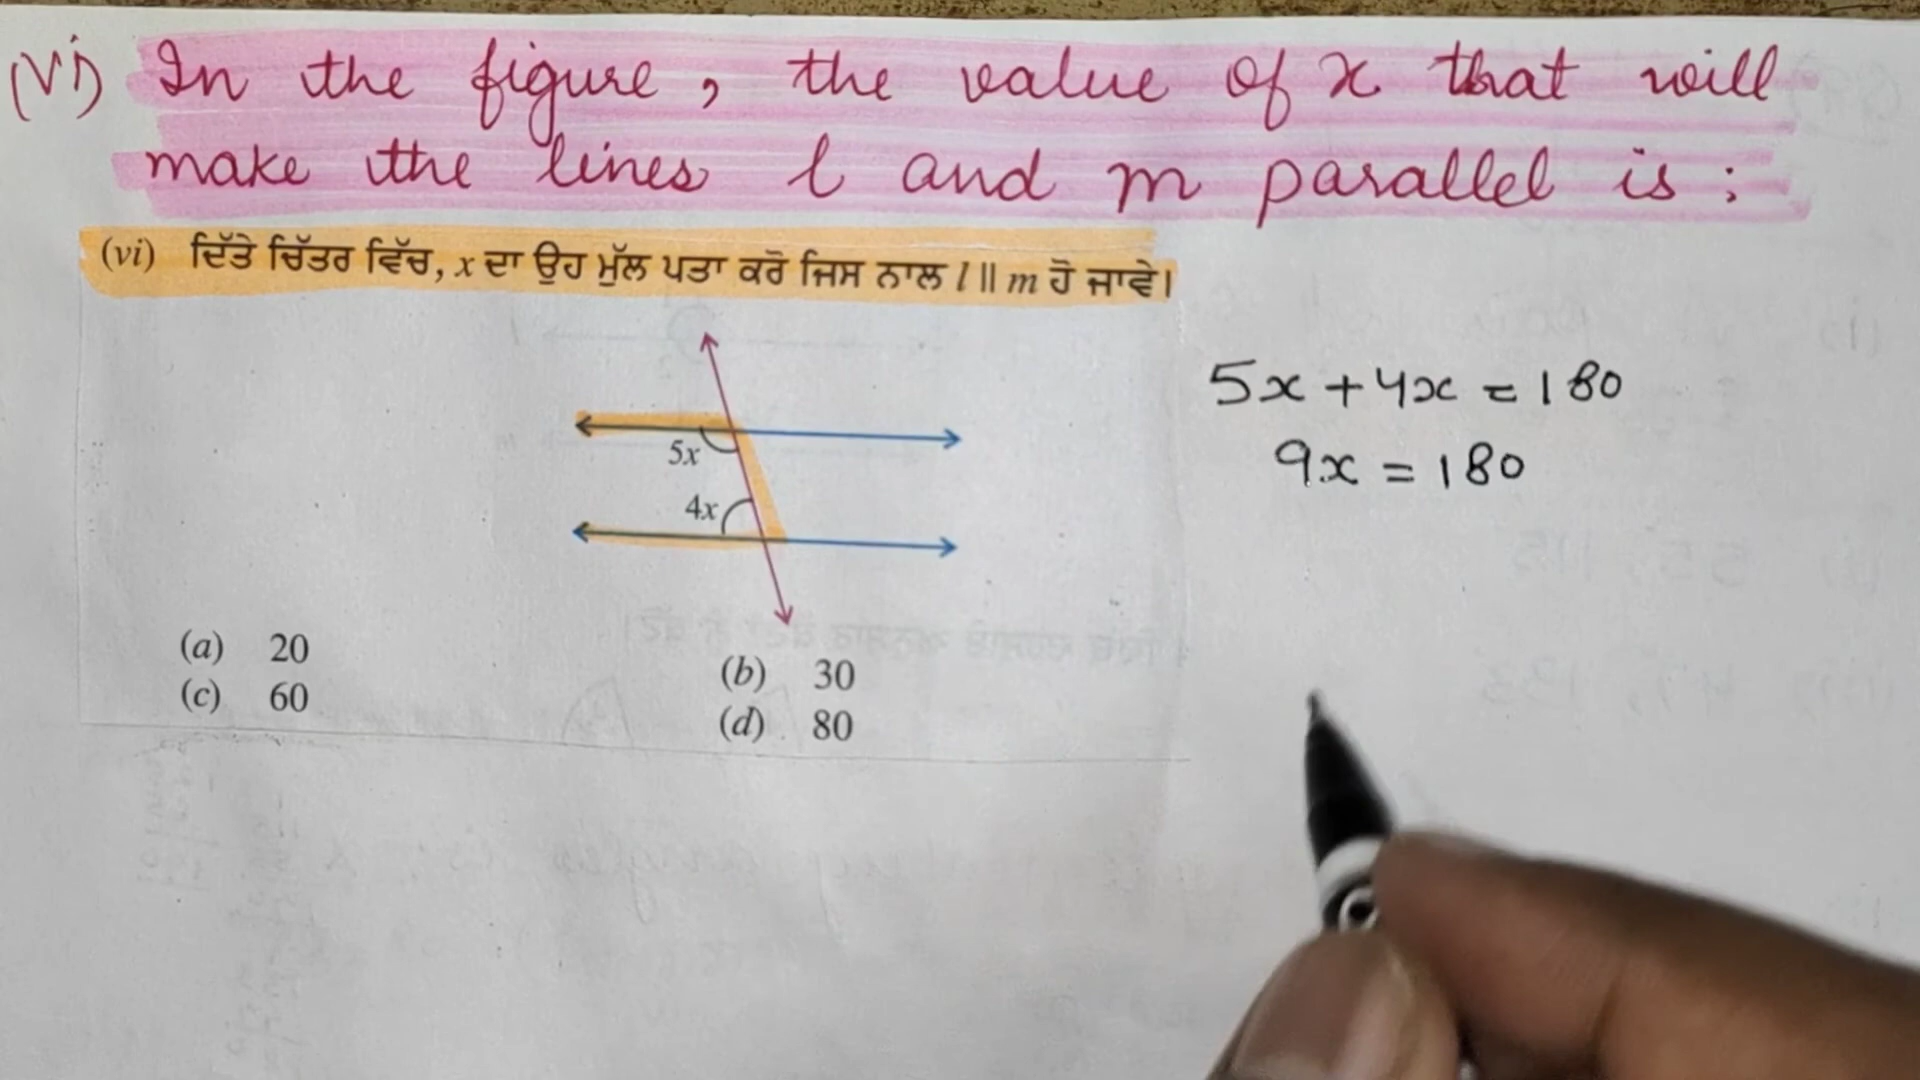 (vi) In the figure, the value of x that will
make the lines l and m parallel is :
(vi) ਦਿੱਤੇ ਚਿੱਤਰ ਵਿੱਚ, x ਦਾ ਉਹ ਮੁੱਲ ਪਤਾ ਕਰੋ ਜਿਸ ਨਾਲ l || m ਹੋ ਜਾਵੇ।
5x
4x
5x + 4x = 180
9x = 180
(a) 20
(b) 30
(c) 60
(d) 80